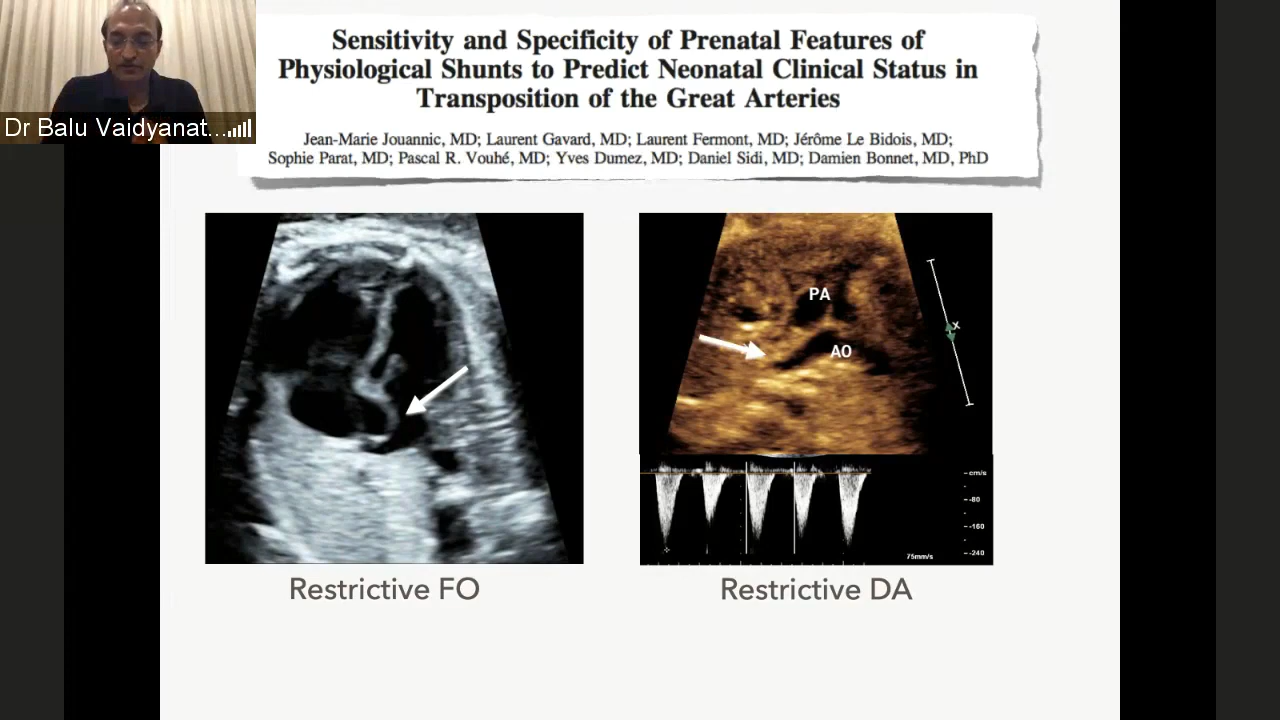 Dr Balu Vaidyanat...
Sensitivity and Specificity of Prenatal Features of
Physiological Shunts to Predict Neonatal Clinical Status in
Transposition of the Great Arteries
Jean-Marie Jouannic, MD; Laurent Gavard, MD; Laurent Fermont, MD; Jérôme Le Bidois, MD;
Sophie Parat, MD; Pascal R. Vouhé, MD; Yves Dumez, MD; Daniel Sidi, MD; Damien Bonnet, MD, PhD
PA
AO
x
cm/s
-80
-160
-240
75mm/s
Restrictive FO
Restrictive DA